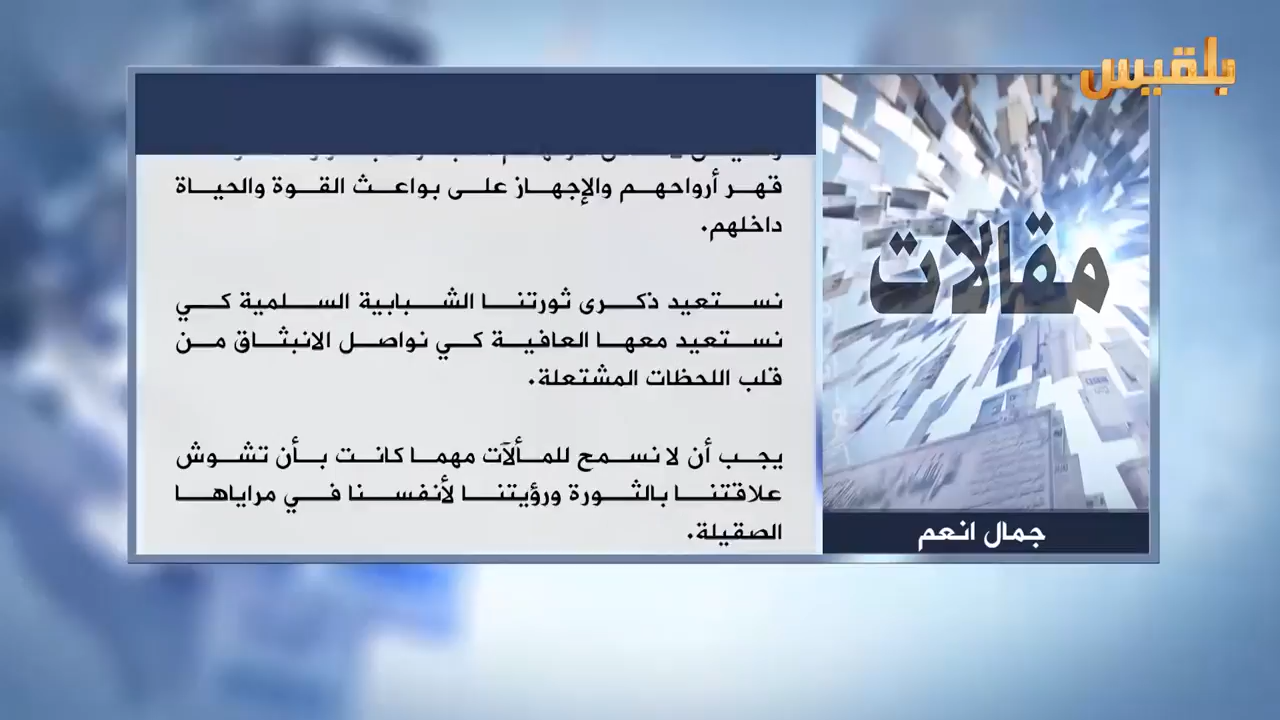 بلقيس
قهر أرواحهم والإجهاز على بواعث القوة والحياة
داخلهم.
نستعيد ذكرى ثورتنا الشبابية السلمية كي
نستعيد معها العافية كي نواصل الانبثاق من
قلب اللحظات المشتعلة.
يجب أن لا نسمح للمألآت مهما كانت بأن تشوش
علاقتنا بالثورة ورؤيتنا لأنفسنا في مراياها
الصقيلة.
مقالات
جمال انعم